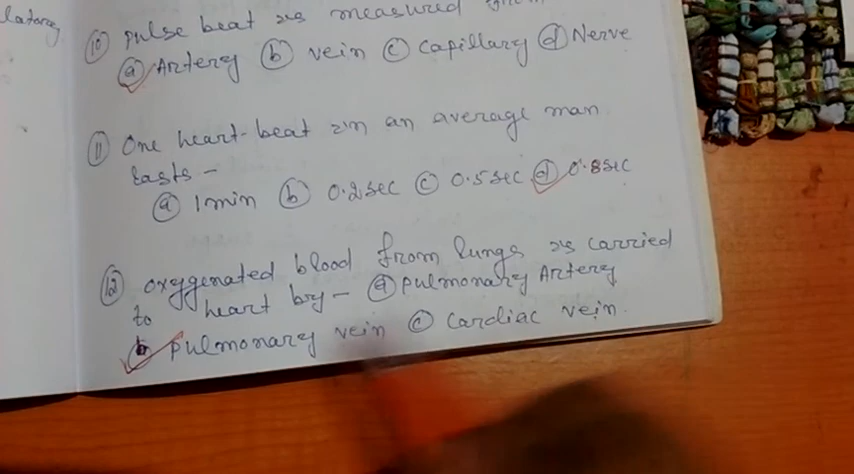 latory
⑩ pulse beat is measured from
ⓐ Artery ⓑ vein ⓒ capillary ⓓ Nerve
⑪ One heart-beat in an average man
lasts –
ⓐ 1min ⓑ 0.2sec ⓒ 0.5sec ⓓ 0.8sec
⑫ oxygenated blood from lungs is carried
to heart by – ⓐ pulmonary Artery
ⓑ pulmonary vein ⓒ cardiac vein.